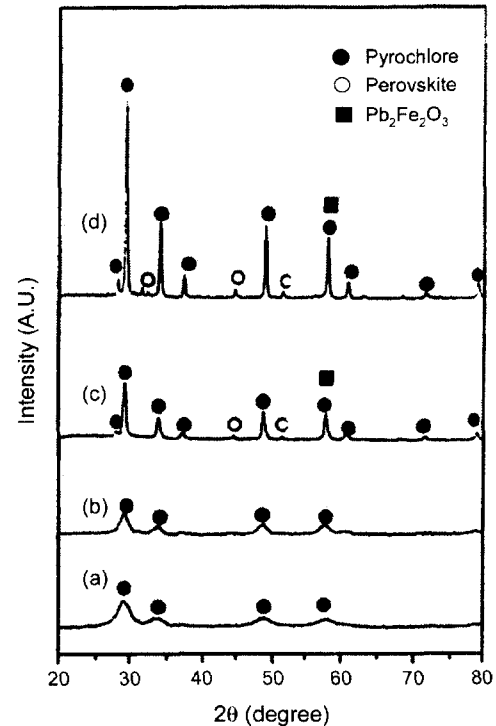 Pyrochlore
Perovskite
Pb₂Fe₂O₃
(d)
(c)
(b)
(a)
Intensity (A.U.)
20 30 40 50 60 70 80
2θ (degree)